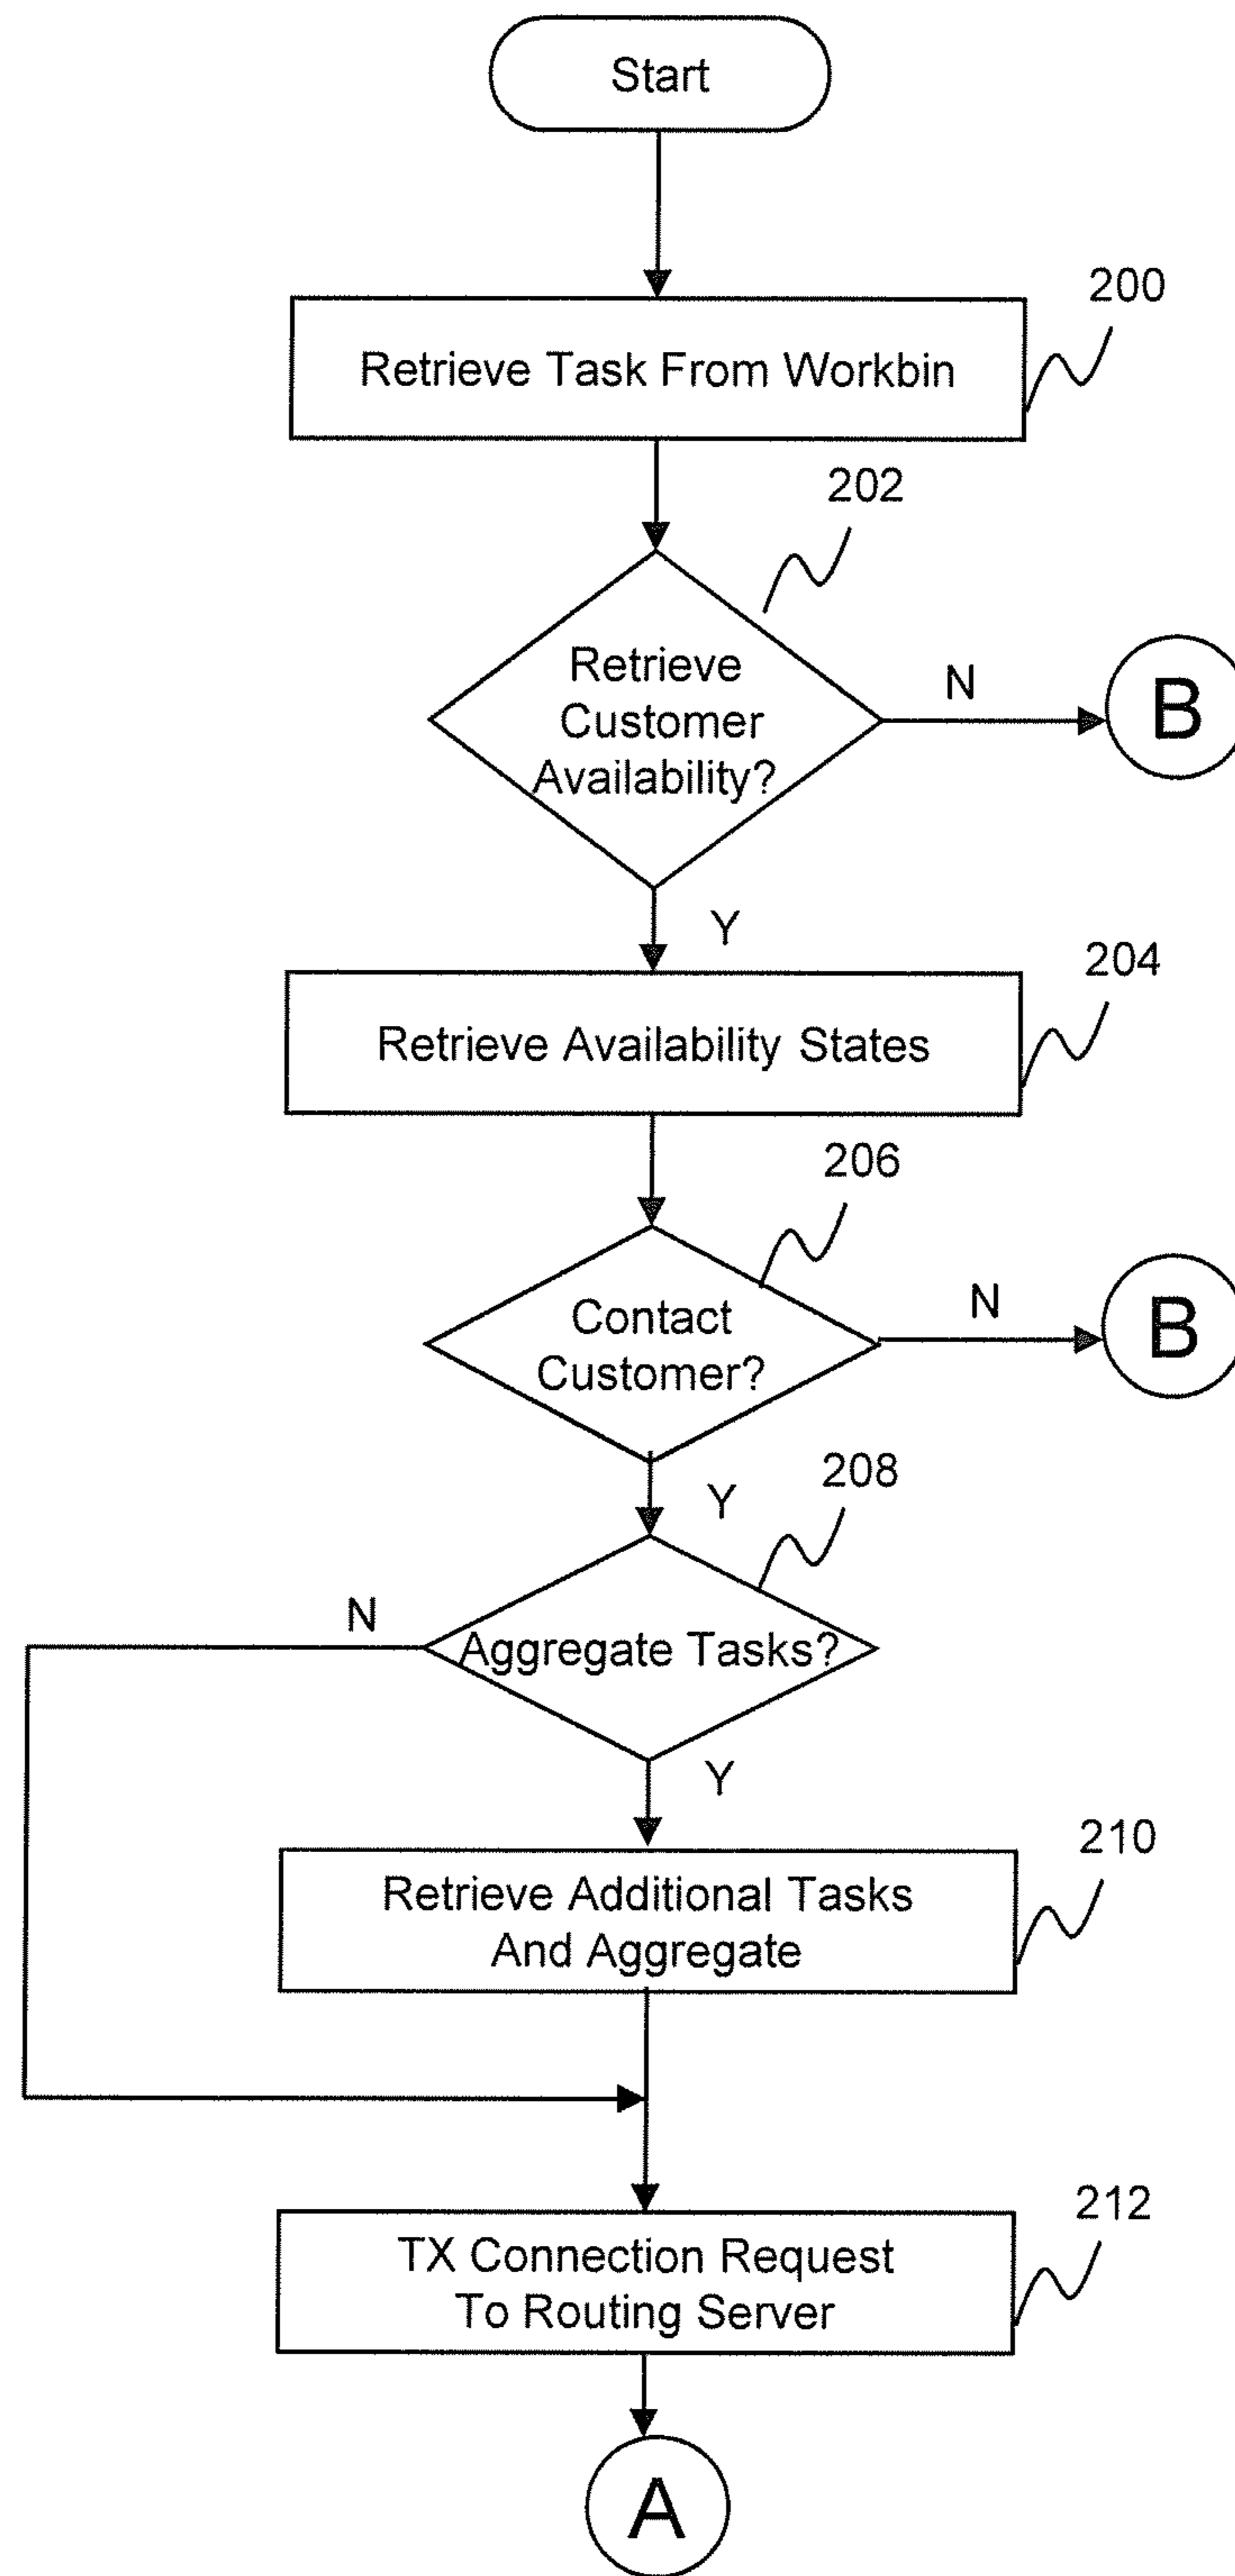 Start
200
Retrieve Task From Workbin
202
Retrieve
Customer
Availability?
N
B
Y
204
Retrieve Availability States
206
Contact
Customer?
N
B
Y
208
N
Aggregate Tasks?
Y
210
Retrieve Additional Tasks
And Aggregate
212
TX Connection Request
To Routing Server
A